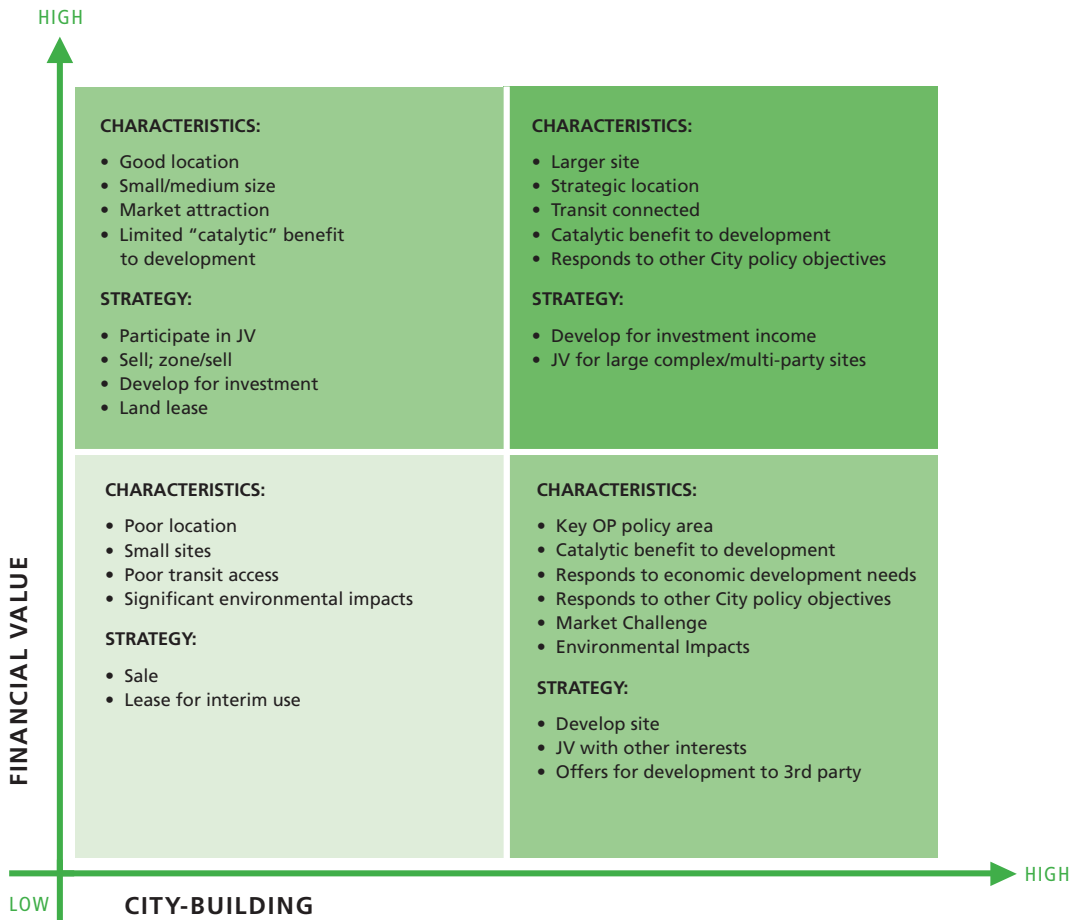 HIGH
CHARACTERISTICS:
• Good location
• Small/medium size
• Market attraction
• Limited “catalytic” benefit
to development
STRATEGY:
• Participate in JV
• Sell; zone/sell
• Develop for investment
• Land lease
CHARACTERISTICS:
• Larger site
• Strategic location
• Transit connected
• Catalytic benefit to development
• Responds to other City policy objectives
STRATEGY:
• Develop for investment income
• JV for large complex/multi-party sites
CHARACTERISTICS:
• Poor location
• Small sites
• Poor transit access
• Significant environmental impacts
STRATEGY:
• Sale
• Lease for interim use
CHARACTERISTICS:
• Key OP policy area
• Catalytic benefit to development
• Responds to economic development needs
• Responds to other City policy objectives
• Market Challenge
• Environmental Impacts
STRATEGY:
• Develop site
• JV with other interests
• Offers for development to 3rd party
FINANCIAL VALUE
HIGH
LOW
CITY-BUILDING